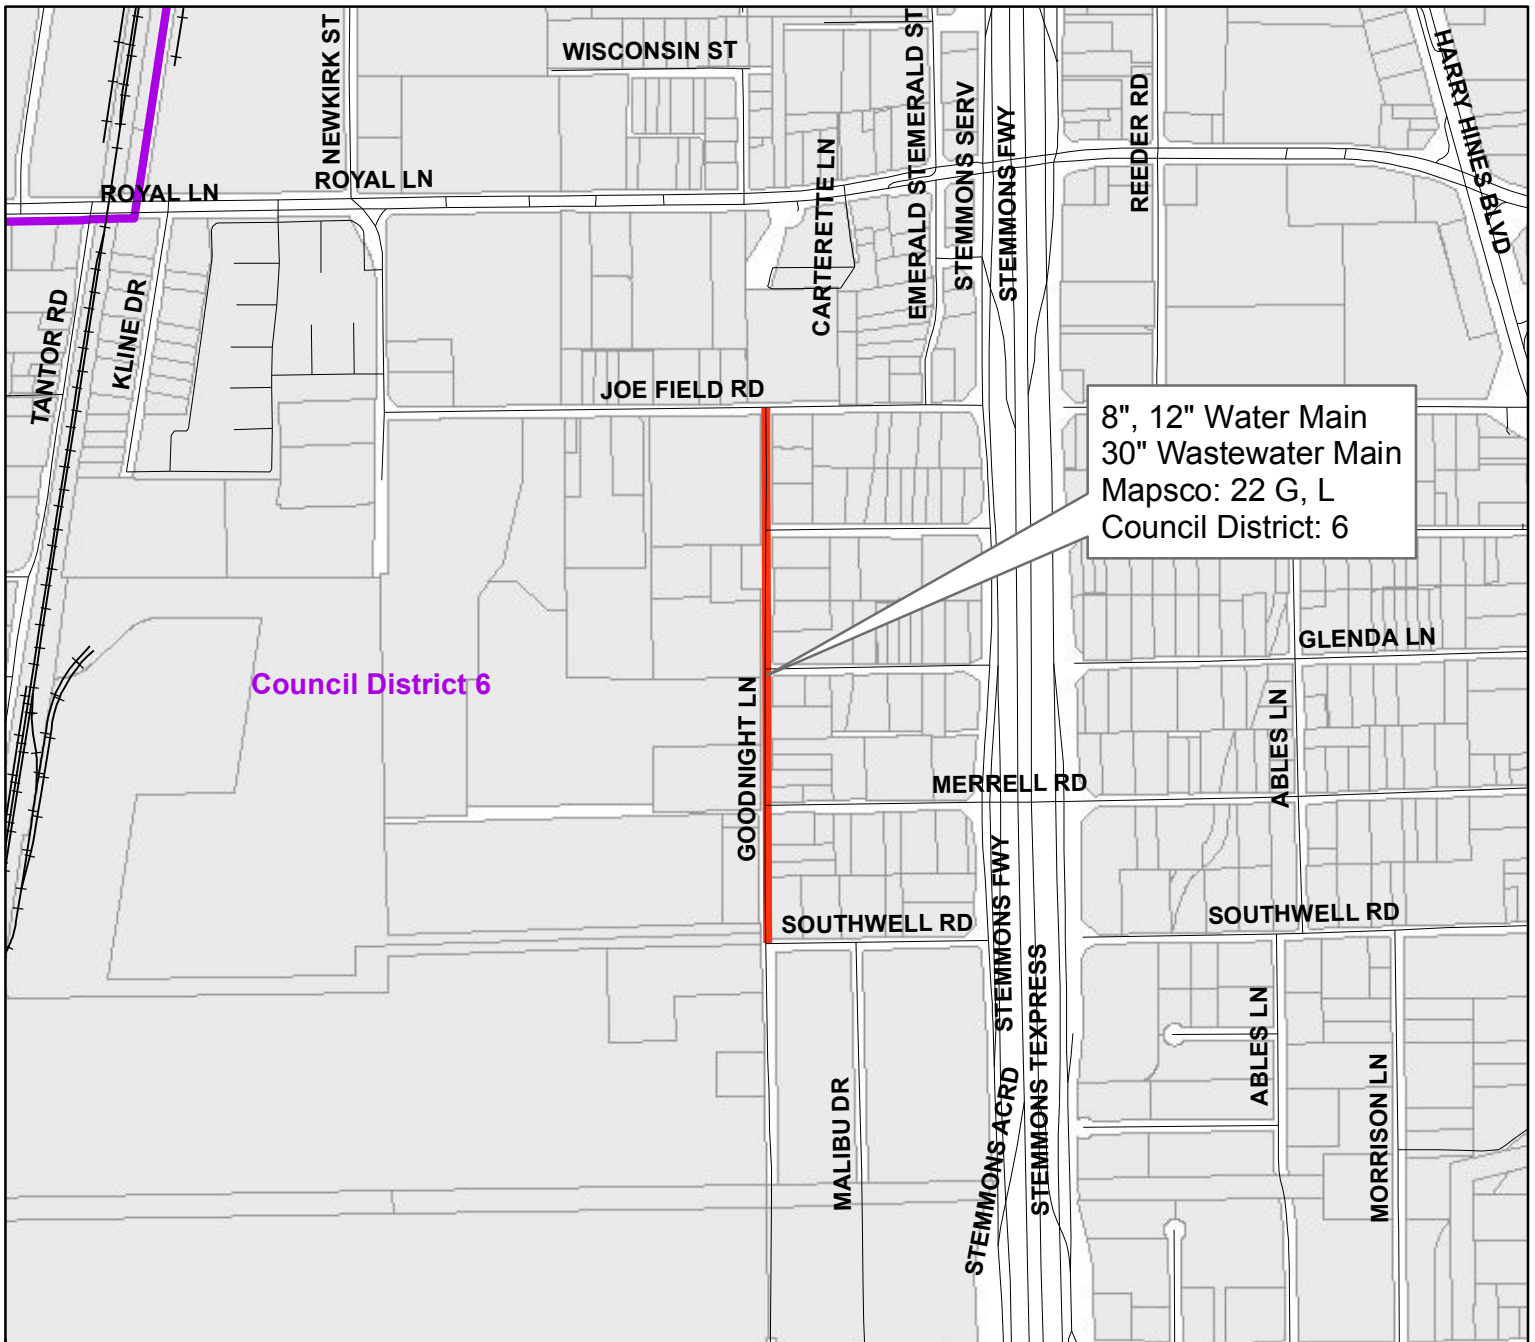 WISCONSIN ST
NEWKIRK ST
EMERALD ST
EMERALD ST
STEMMONS SERV
STEMMONS FWY
REEDER RD
HARRY HINES BLVD
ROYAL LN
ROYAL LN
CARTERETTE LN
TANTOR RD
KLINE DR
JOE FIELD RD
8", 12" Water Main
30" Wastewater Main
Mapsco: 22 G, L
Council District: 6
GLENDA LN
Council District 6
GOODNIGHT LN
ABLES LN
MERRELL RD
STEMMONS FWY
SOUTHWELL RD
SOUTHWELL RD
STEMMONS TEXPRESS
STEMMONS ACRD
MALIBU DR
ABLES LN
MORRISON LN